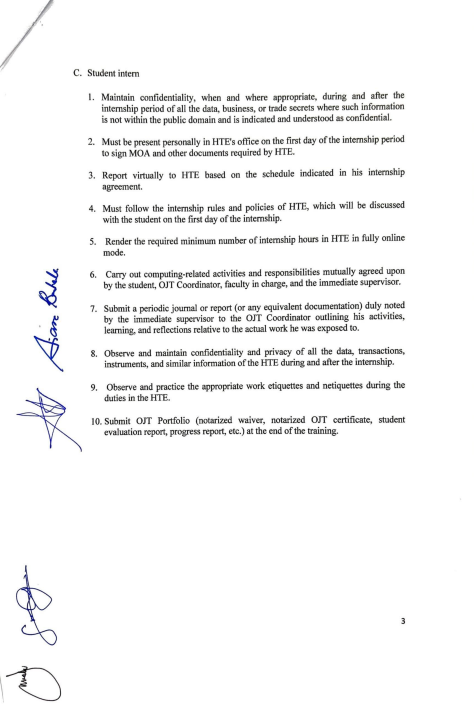 C. Student intern
1. Maintain confidentiality, when and where appropriate, during and after the
internship period of all the data, business, or trade secrets where such information
is not within the public domain and is indicated and understood as confidential.
2. Must be present personally in HTE's office on the first day of the internship period
to sign MOA and other documents required by HTE.
3. Report virtually to HTE based on the schedule indicated in his internship
agreement.
4. Must follow the internship rules and policies of HTE, which will be discussed
with the student on the first day of the internship.
5. Render the required minimum number of internship hours in HTE in fully online
mode.
6. Carry out computing-related activities and responsibilities mutually agreed upon
by the student, OJT Coordinator, faculty in charge, and the immediate supervisor.
7. Submit a periodic journal or report (or any equivalent documentation) duly noted
by the immediate supervisor to the OJT Coordinator outlining his activities,
learning, and reflections relative to the actual work he was exposed to.
8. Observe and maintain confidentiality and privacy of all the data, transactions,
instruments, and similar information of the HTE during and after the internship.
9. Observe and practice the appropriate work etiquettes and netiquettes during the
duties in the HTE.
10. Submit OJT Portfolio (notarized waiver, notarized OJT certificate, student
evaluation report, progress report, etc.) at the end of the training.
3